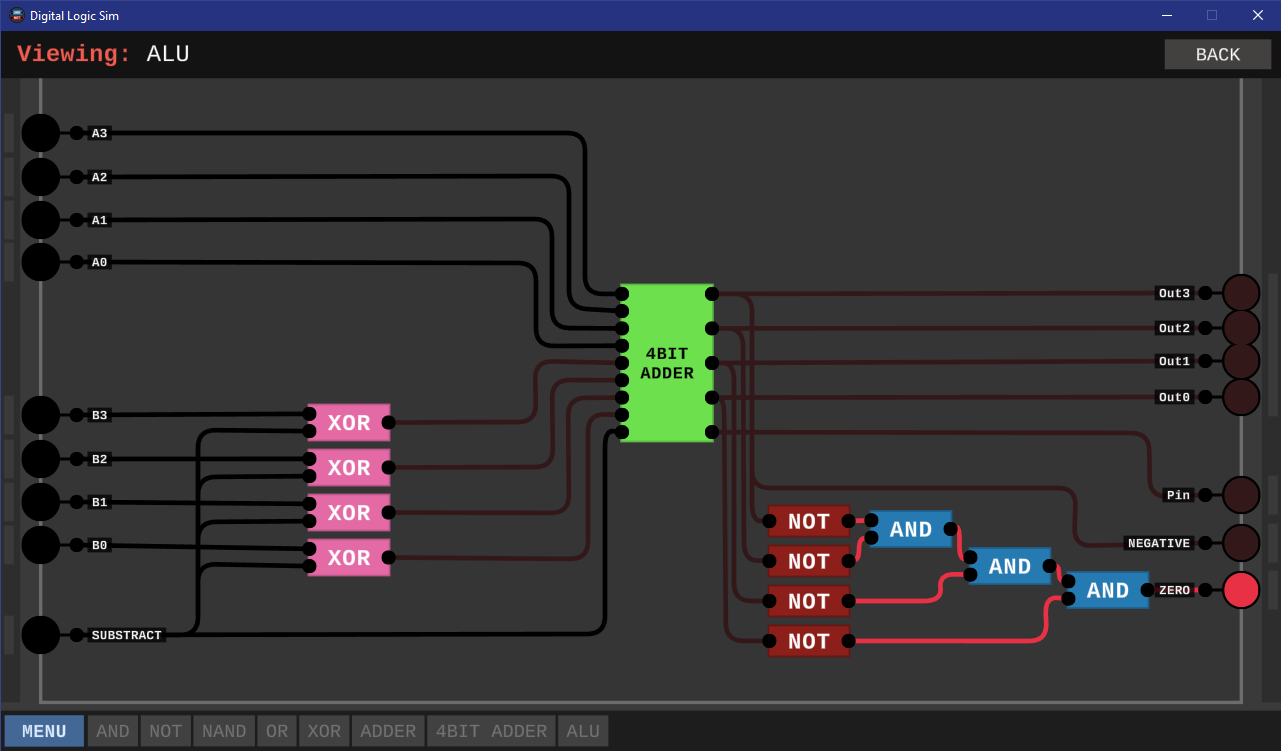 Digital Logic Sim
Viewing: ALU
BACK
A3
A2
A1
A0
B3
B2
B1
B0
SUBSTRACT
XOR
XOR
XOR
XOR
4BIT
ADDER
NOT
NOT
NOT
NOT
AND
AND
AND
Out3
Out2
Out1
Out0
Pin
NEGATIVE
ZERO
MENU AND NOT NAND OR XOR ADDER 4BIT ADDER ALU